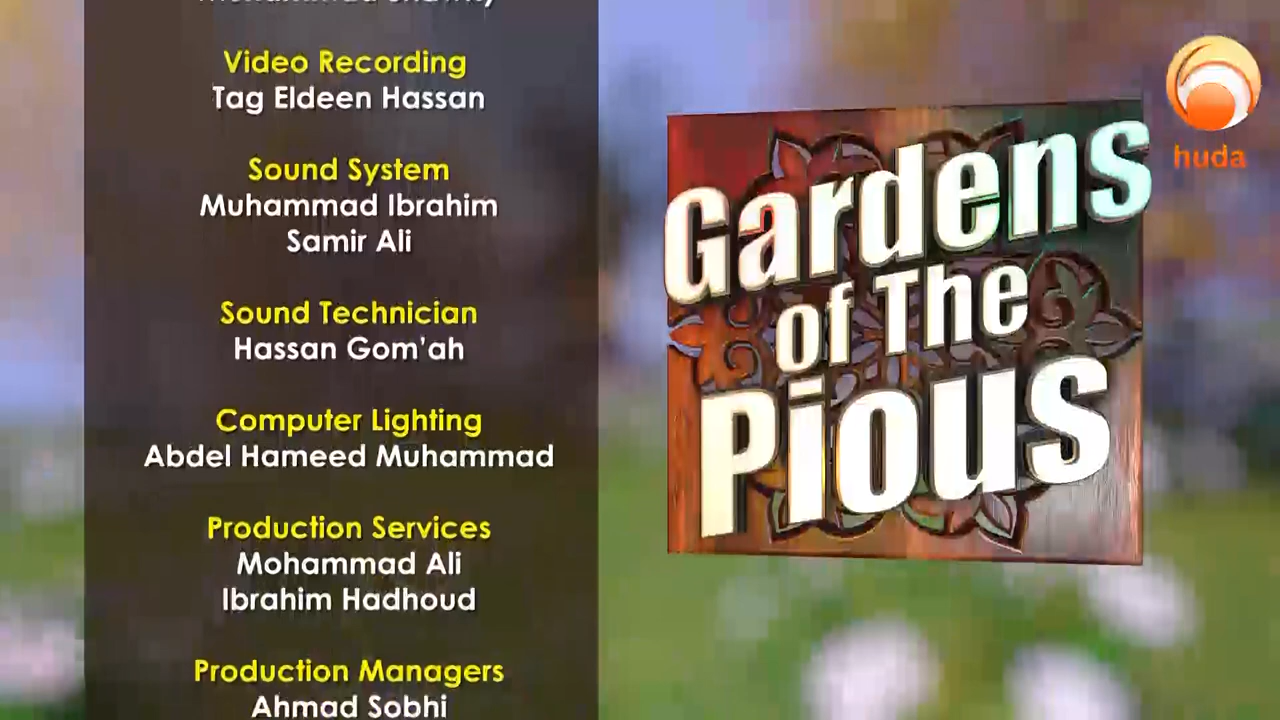 Video Recording
Tag Eldeen Hassan
Sound System
Muhammad Ibrahim
Samir Ali
Sound Technician
Hassan Gom’ah
Computer Lighting
Abdel Hameed Muhammad
Production Services
Mohammad Ali
Ibrahim Hadhoud
Production Managers
Ahmad Sobhi
Gardens
of The
Pious
huda